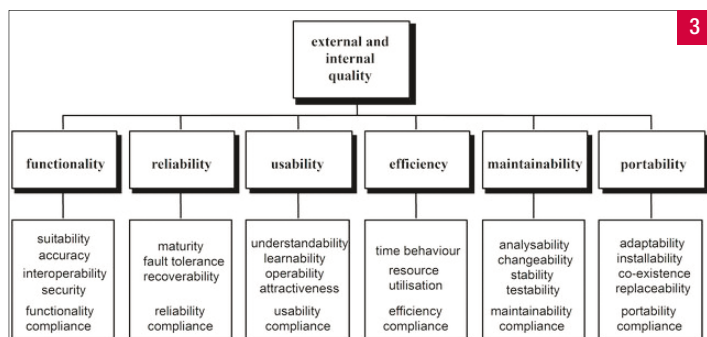 3
external and
internal
quality
functionality
reliability
usability
efficiency
maintainability
portability
suitability
accuracy
interoperability
security
functionality
compliance
maturity
fault tolerance
recoverability
reliability
compliance
understandability
learnability
operability
attractiveness
usability
compliance
time behaviour
resource
utilisation
efficiency
compliance
analysability
changeability
stability
testability
maintainability
compliance
adaptability
installability
co-existence
replaceability
portability
compliance